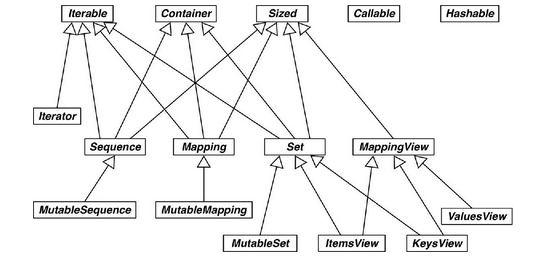 Iterable Container Sized Callable Hashable
Iterator
Sequence Mapping Set MappingView
MutableSequence MutableMapping ValuesView
MutableSet ItemsView KeysView